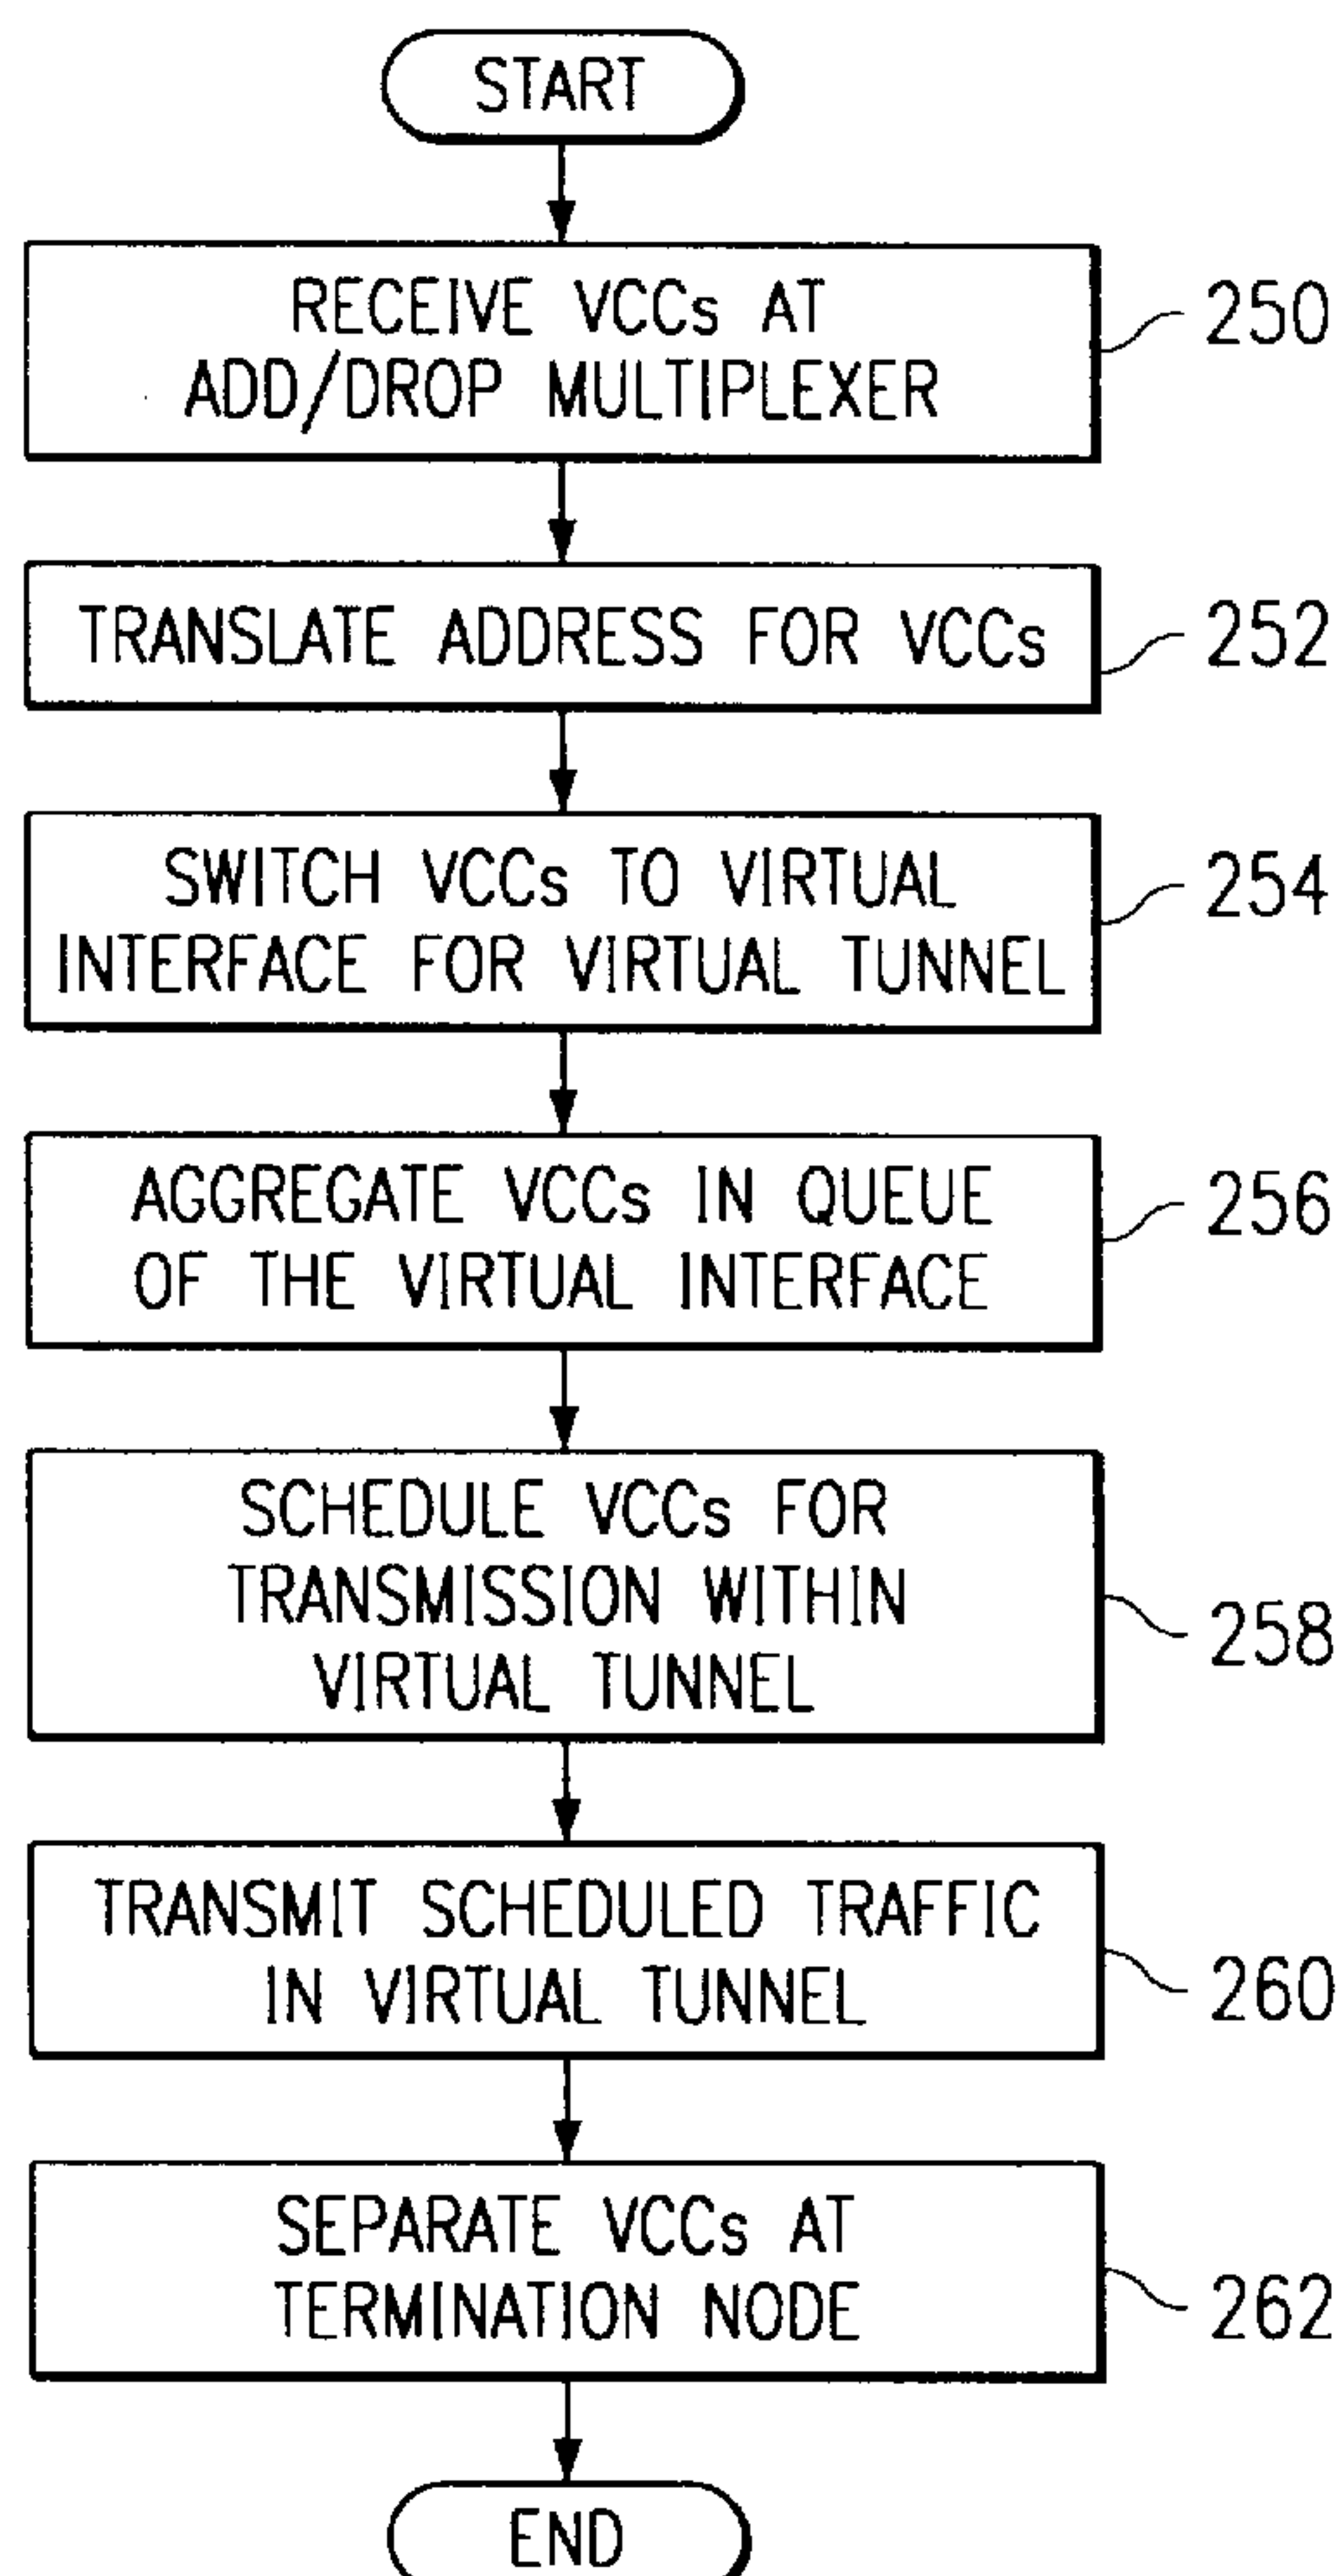 START
RECEIVE VCCs AT
ADD/DROP MULTIPLEXER
250
TRANSLATE ADDRESS FOR VCCs
252
SWITCH VCCs TO VIRTUAL
INTERFACE FOR VIRTUAL TUNNEL
254
AGGREGATE VCCs IN QUEUE
OF THE VIRTUAL INTERFACE
256
SCHEDULE VCCs FOR
TRANSMISSION WITHIN
VIRTUAL TUNNEL
258
TRANSMIT SCHEDULED TRAFFIC
IN VIRTUAL TUNNEL
260
SEPARATE VCCs AT
TERMINATION NODE
262
END